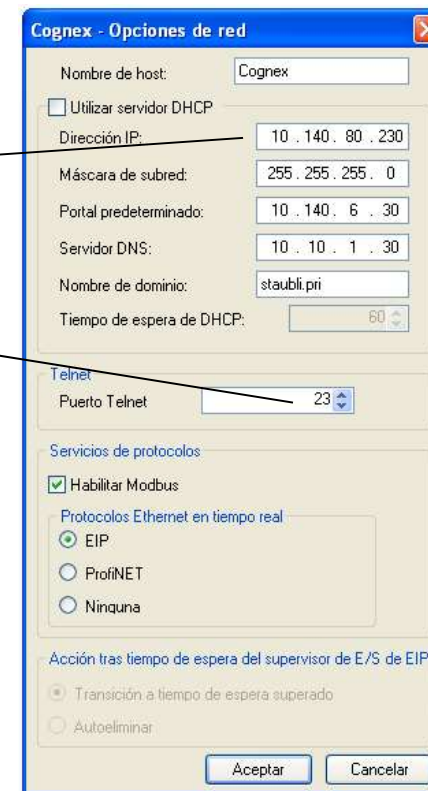 Cognex - Opciones de red
Nombre de host: Cognex
Utilizar servidor DHCP
Dirección IP: 10 . 140 . 80 . 230
Máscara de subred: 255 . 255 . 255 . 0
Portal predeterminado: 10 . 140 . 6 . 30
Servidor DNS: 10 . 10 . 1 . 30
Nombre de dominio: staubli.pri
Tiempo de espera de DHCP: 60
Telnet
Puerto Telnet 23
Servicios de protocolos
Habilitar Modbus
Protocolos Ethernet en tiempo real
EIP
ProfiNET
Ninguna
Acción tras tiempo de espera del supervisor de E/S de EIP
Transición a tiempo de espera superado
Autoeliminar
Aceptar Cancelar